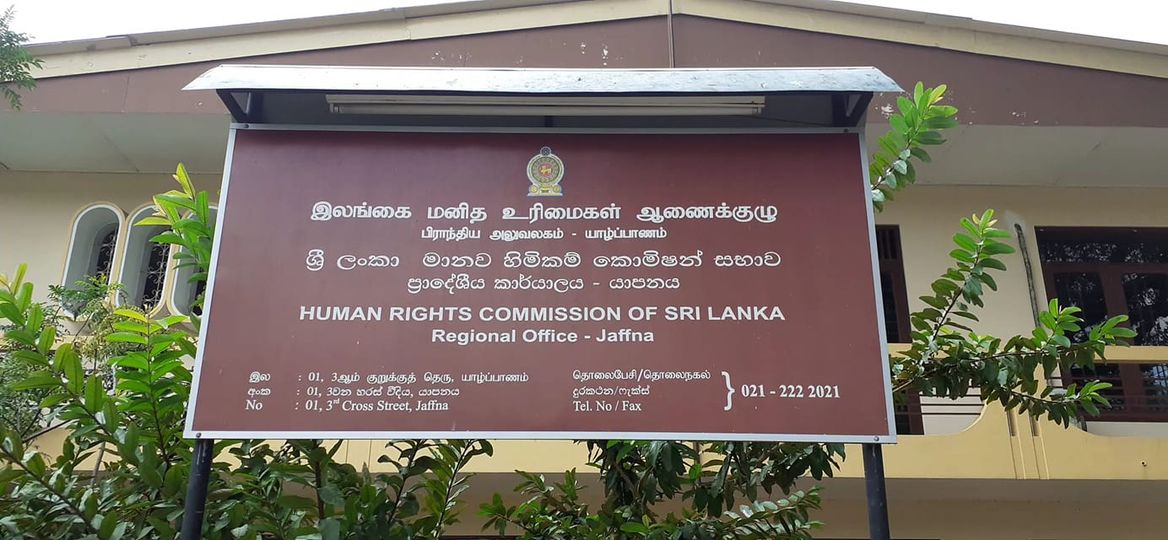 இலங்கை மனித உரிமைகள் ஆணைக்குழு
பிராந்திய அலுவலகம் - யாழ்ப்பாணம்
ශ්‍රී ලංකා මානව හිමිකම් කොමිෂන් සභාව
ප්‍රාදේශීය කාර්යාලය - යාපනය
HUMAN RIGHTS COMMISSION OF SRI LANKA
Regional Office - Jaffna
இல : 01, 3ஆம் குறுக்குத் தெரு, யாழ்ப்பாணம்
අංක : 01, 3වන හරස් වීදිය, යාපනය
No : 01, 3rd Cross Street, Jaffna
தொலைபேசி/தொலைநகல்
දුරකථන/ෆැක්ස්
Tel. No / Fax
} 021 - 222 2021